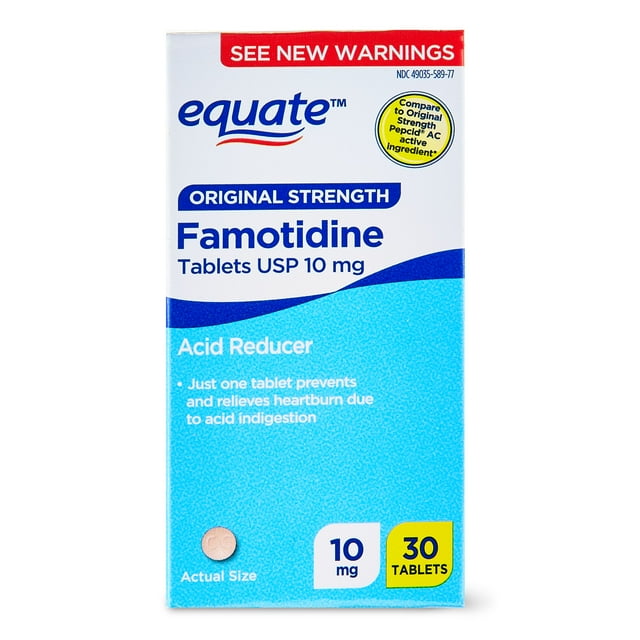 SEE NEW WARNINGS
NDC 49035-589-77
equate™
Compare
to Original
Strength
Pepcid® AC
active
ingredient*
ORIGINAL STRENGTH
Famotidine
Tablets USP 10 mg
Acid Reducer
• Just one tablet prevents
and relieves heartburn due
to acid indigestion
Actual Size
10
mg
30
TABLETS